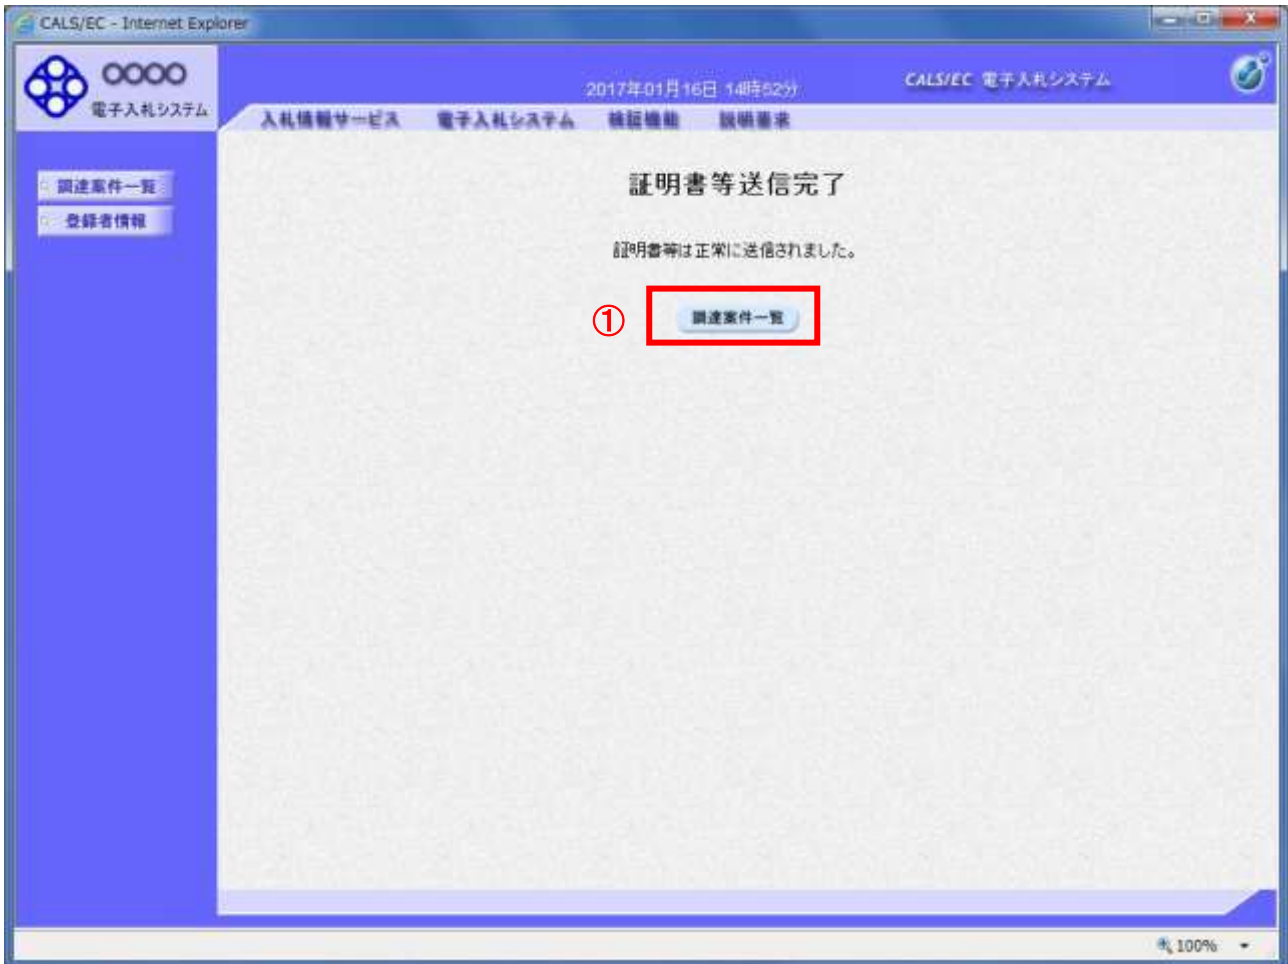 CALS/EC - Internet Explorer
○○○○
電子入札システム
2017年01月16日 14時52分
CALS/EC 電子入札システム
入札情報サービス 電子入札システム 検証機能 説明要求
調達案件一覧
登録者情報
証明書等送信完了
証明書等は正常に送信されました。
①
調達案件一覧
100%